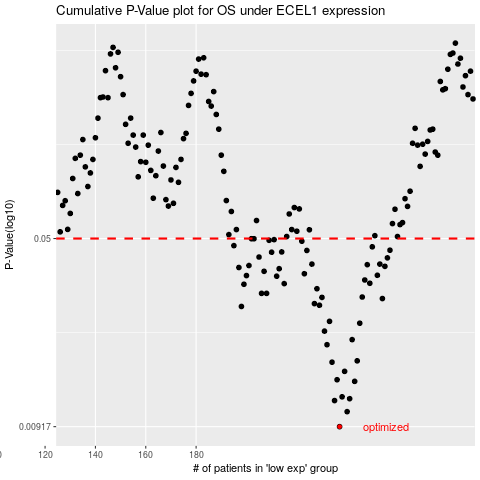 Cumulative P-Value plot for OS under ECEL1 expression
P-Value(log10)
0.05
0.00917
optimized
0 120 140 160 180
# of patients in 'low exp' group